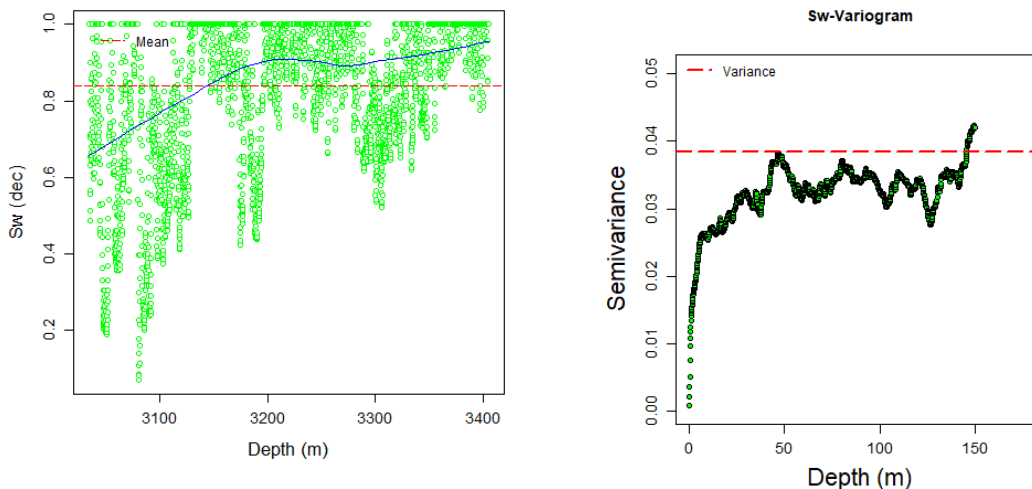 1.0
0.8
0.6
0.4
0.2
Sw (dec)
Mean
3100
3200
3300
3400
Depth (m)
Sw-Variogram
0.05
0.04
0.03
0.02
0.01
0.00
Semivariance
Variance
0
50
100
150
Depth (m)